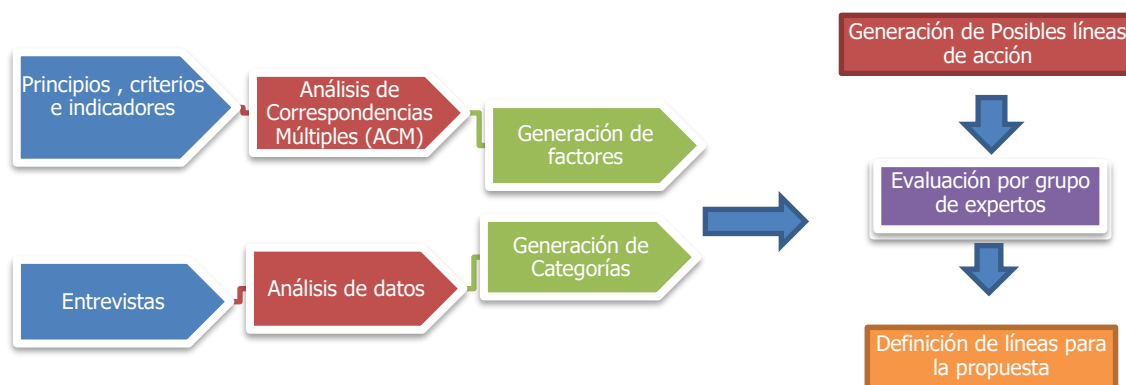 Principios , criterios
e indicadores
Análisis de
Correspondencias
Múltiples (ACM)
Generación de
factores
Entrevistas
Análisis de datos
Generación de
Categorías
Generación de Posibles líneas
de acción
Evaluación por grupo
de expertos
Definición de líneas para
la propuesta